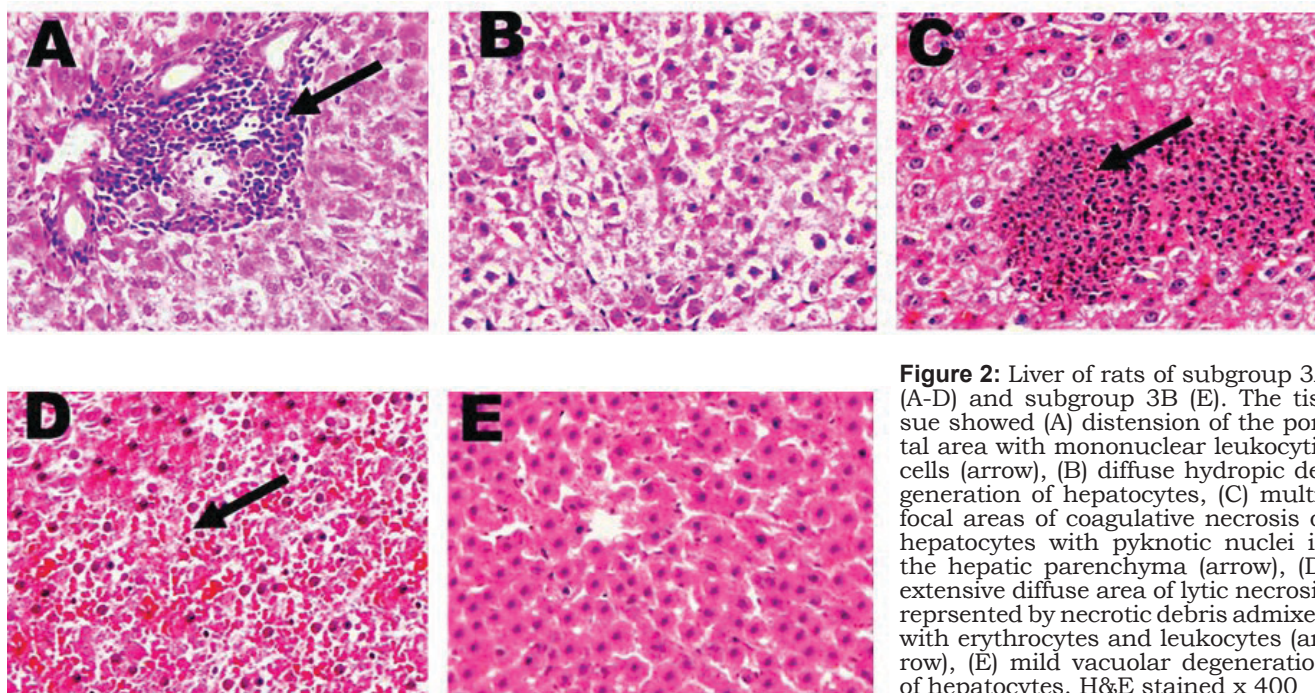 A
B
C
D
E
Figure 2: Liver of rats of subgroup 3
(A-D) and subgroup 3B (E). The tis
sue showed (A) distension of the por
tal area with mononuclear leukocyti
cells (arrow), (B) diffuse hydropic de
generation of hepatocytes, (C) mult
focal areas of coagulative necrosis o
hepatocytes with pyknotic nuclei i
the hepatic parenchyma (arrow), (D
extensive diffuse area of lytic necrosi
reprsented by necrotic debris admixe
with erythrocytes and leukocytes (ar
row), (E) mild vacuolar degeneration
of hepatocytes. H&E stained x 400